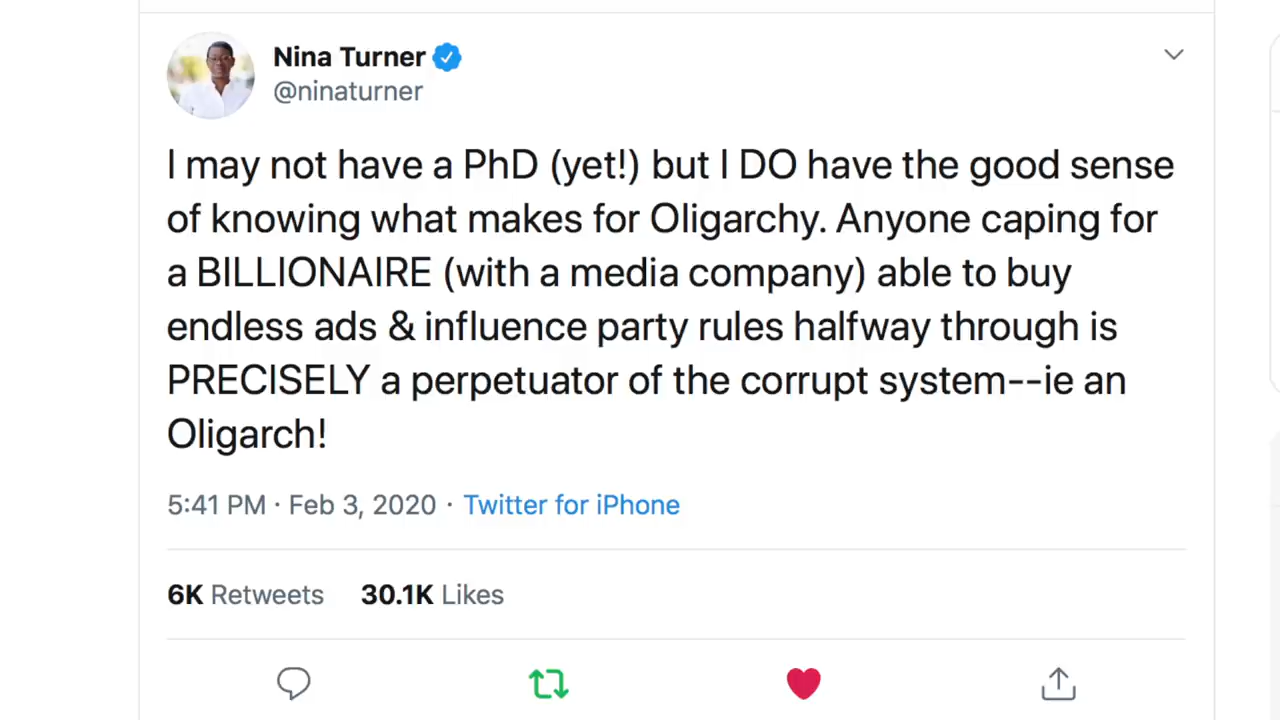 Nina Turner
@ninaturner
I may not have a PhD (yet!) but I DO have the good sense
of knowing what makes for Oligarchy. Anyone caping for
a BILLIONAIRE (with a media company) able to buy
endless ads & influence party rules halfway through is
PRECISELY a perpetuator of the corrupt system--ie an
Oligarch!
5:41 PM · Feb 3, 2020 · Twitter for iPhone
6K Retweets 30.1K Likes